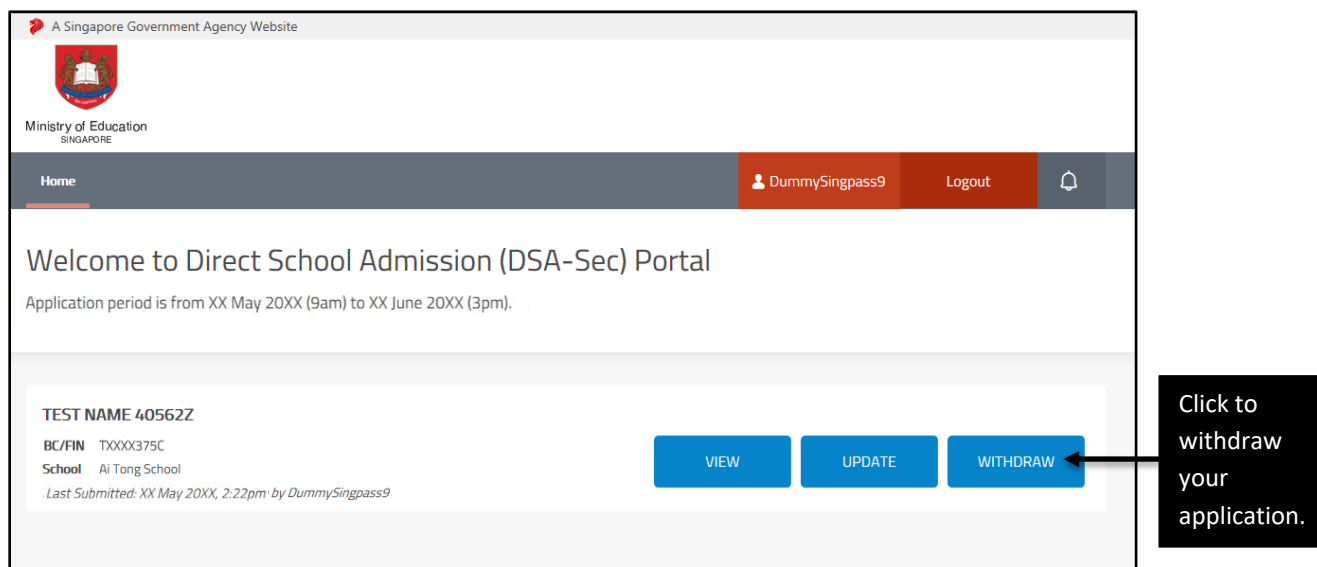 A Singapore Government Agency Website
Ministry of Education
SINGAPORE
Home
DummySingpass9
Logout
Welcome to Direct School Admission (DSA-Sec) Portal
Application period is from XX May 20XX (9am) to XX June 20XX (3pm).
TEST NAME 40562Z
BC/FIN TXXXX375C
School Ai Tong School
Last Submitted: XX May 20XX, 2:22pm by DummySingpass9
VIEW
UPDATE
WITHDRAW
Click to
withdraw
your
application.